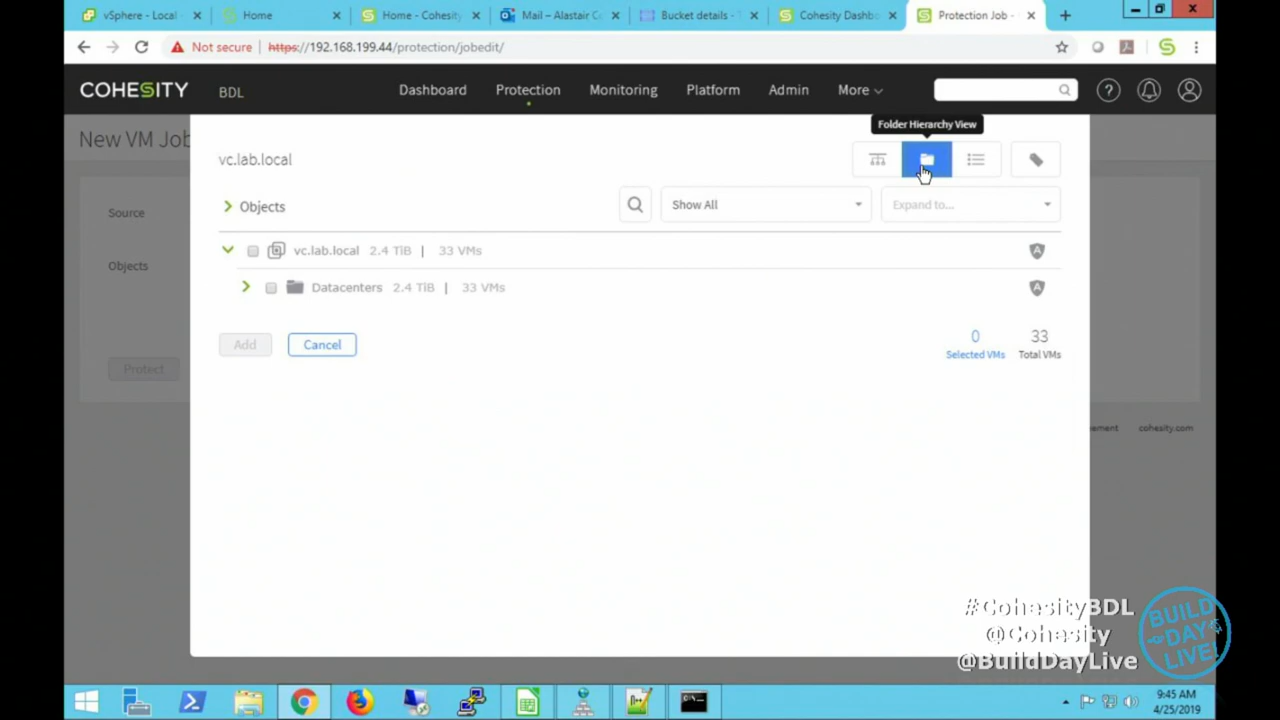 vSphere - Local
Home
Home - Cohesity
Mail – Alastair C
Bucket details -
Cohesity Dashb
Protection Job -
Not secure
https://192.168.199.44/protection/jobedit/
COHESITY
BDL
Dashboard
Protection
Monitoring
Platform
Admin
More
New VM Job
Folder Hierarchy View
vc.lab.local
Source
Objects
Show All
Expand to...
vc.lab.local 2.4 TiB | 33 VMs
Objects
Datacenters 2.4 TiB | 33 VMs
Add
Cancel
0
33
Selected VMs
Total VMs
Protect
ement
cohesity.com
#CohesityBDL
@Cohesity
@BuildDayLive
BUILD
DAY
LIVE!
9:45 AM
4/25/2019